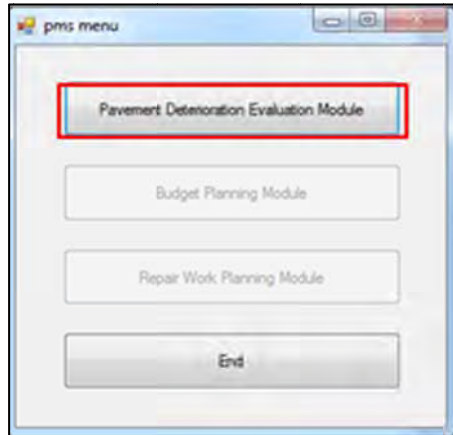 pms menu
Pavement Deterioration Evaluation Module
Budget Planning Module
Repair Work Planning Module
End